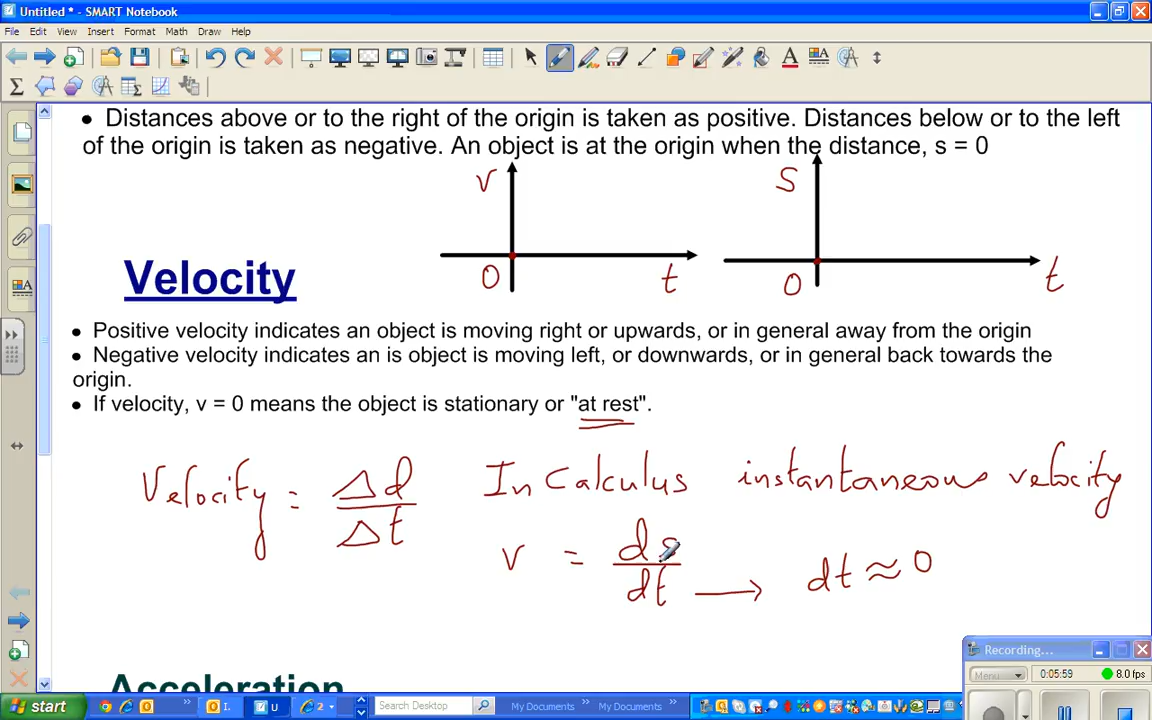 Untitled * - SMART Notebook
File Edit View Insert Format Math Draw Help
• Distances above or to the right of the origin is taken as positive. Distances below or to the left
of the origin is taken as negative. An object is at the origin when the distance, s = 0
v
S
Velocity
0
t
0
t
• Positive velocity indicates an object is moving right or upwards, or in general away from the origin
• Negative velocity indicates an is object is moving left, or downwards, or in general back towards the
origin.
• If velocity, v = 0 means the object is stationary or "at rest".
Velocity = Δd / Δt
In Calculus instantaneous velocity
v = ds / dt → dt ≈ 0
Acceleration
Recording...
Menu 0:05:59 8.0 fps
start
I.
U
2
Search Desktop
My Documents
My Documents